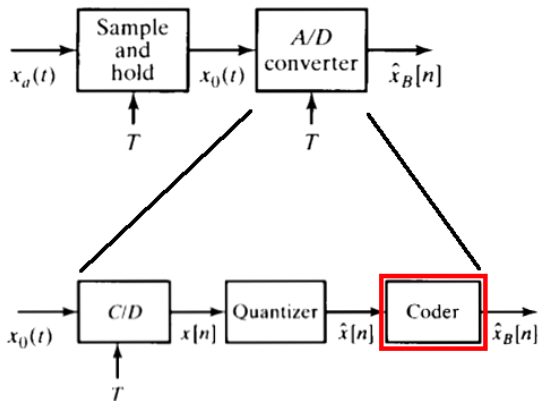 Sample
and
hold
A/D
converter
x_a(t)
x_0(t)
x̂_B[n]
T
T
C/D
Quantizer
Coder
x_0(t)
x[n]
x̂[n]
x̂_B[n]
T